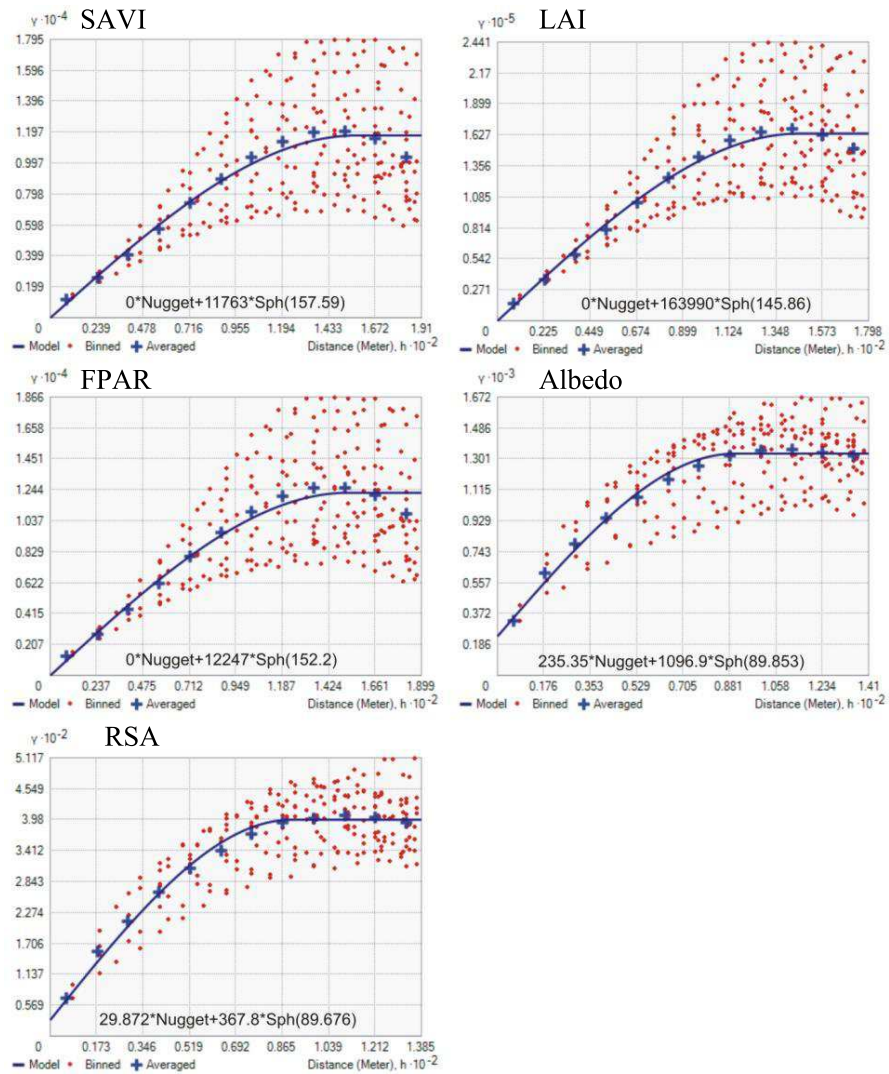 SAVI
γ ·10⁻⁴
1.795
1.596
1.396
1.197
0.997
0.798
0.598
0.399
0.199
0*Nugget+11763*Sph(157.59)
0 0.239 0.478 0.716 0.955 1.194 1.433 1.672 1.91
Model Binned Averaged Distance (Meter), h ·10⁻²
LAI
γ ·10⁻⁵
2.441
2.17
1.899
1.627
1.356
1.085
0.814
0.542
0.271
0*Nugget+163990*Sph(145.86)
0 0.225 0.449 0.674 0.899 1.124 1.348 1.573 1.798
Model Binned Averaged Distance (Meter), h ·10⁻²
FPAR
γ ·10⁻⁴
1.866
1.658
1.451
1.244
1.037
0.829
0.622
0.415
0.207
0*Nugget+12247*Sph(152.2)
0 0.237 0.475 0.712 0.949 1.187 1.424 1.661 1.899
Model Binned Averaged Distance (Meter), h ·10⁻²
Albedo
γ ·10⁻³
1.672
1.486
1.301
1.115
0.929
0.743
0.557
0.372
0.186
235.35*Nugget+1096.9*Sph(89.853)
0 0.176 0.353 0.529 0.705 0.881 1.058 1.234 1.41
Model Binned Averaged Distance (Meter), h ·10⁻²
RSA
γ ·10⁻²
5.117
4.549
3.98
3.412
2.843
2.274
1.706
1.137
0.569
29.872*Nugget+367.8*Sph(89.676)
0 0.173 0.346 0.519 0.692 0.865 1.039 1.212 1.385
Model Binned Averaged Distance (Meter), h ·10⁻²